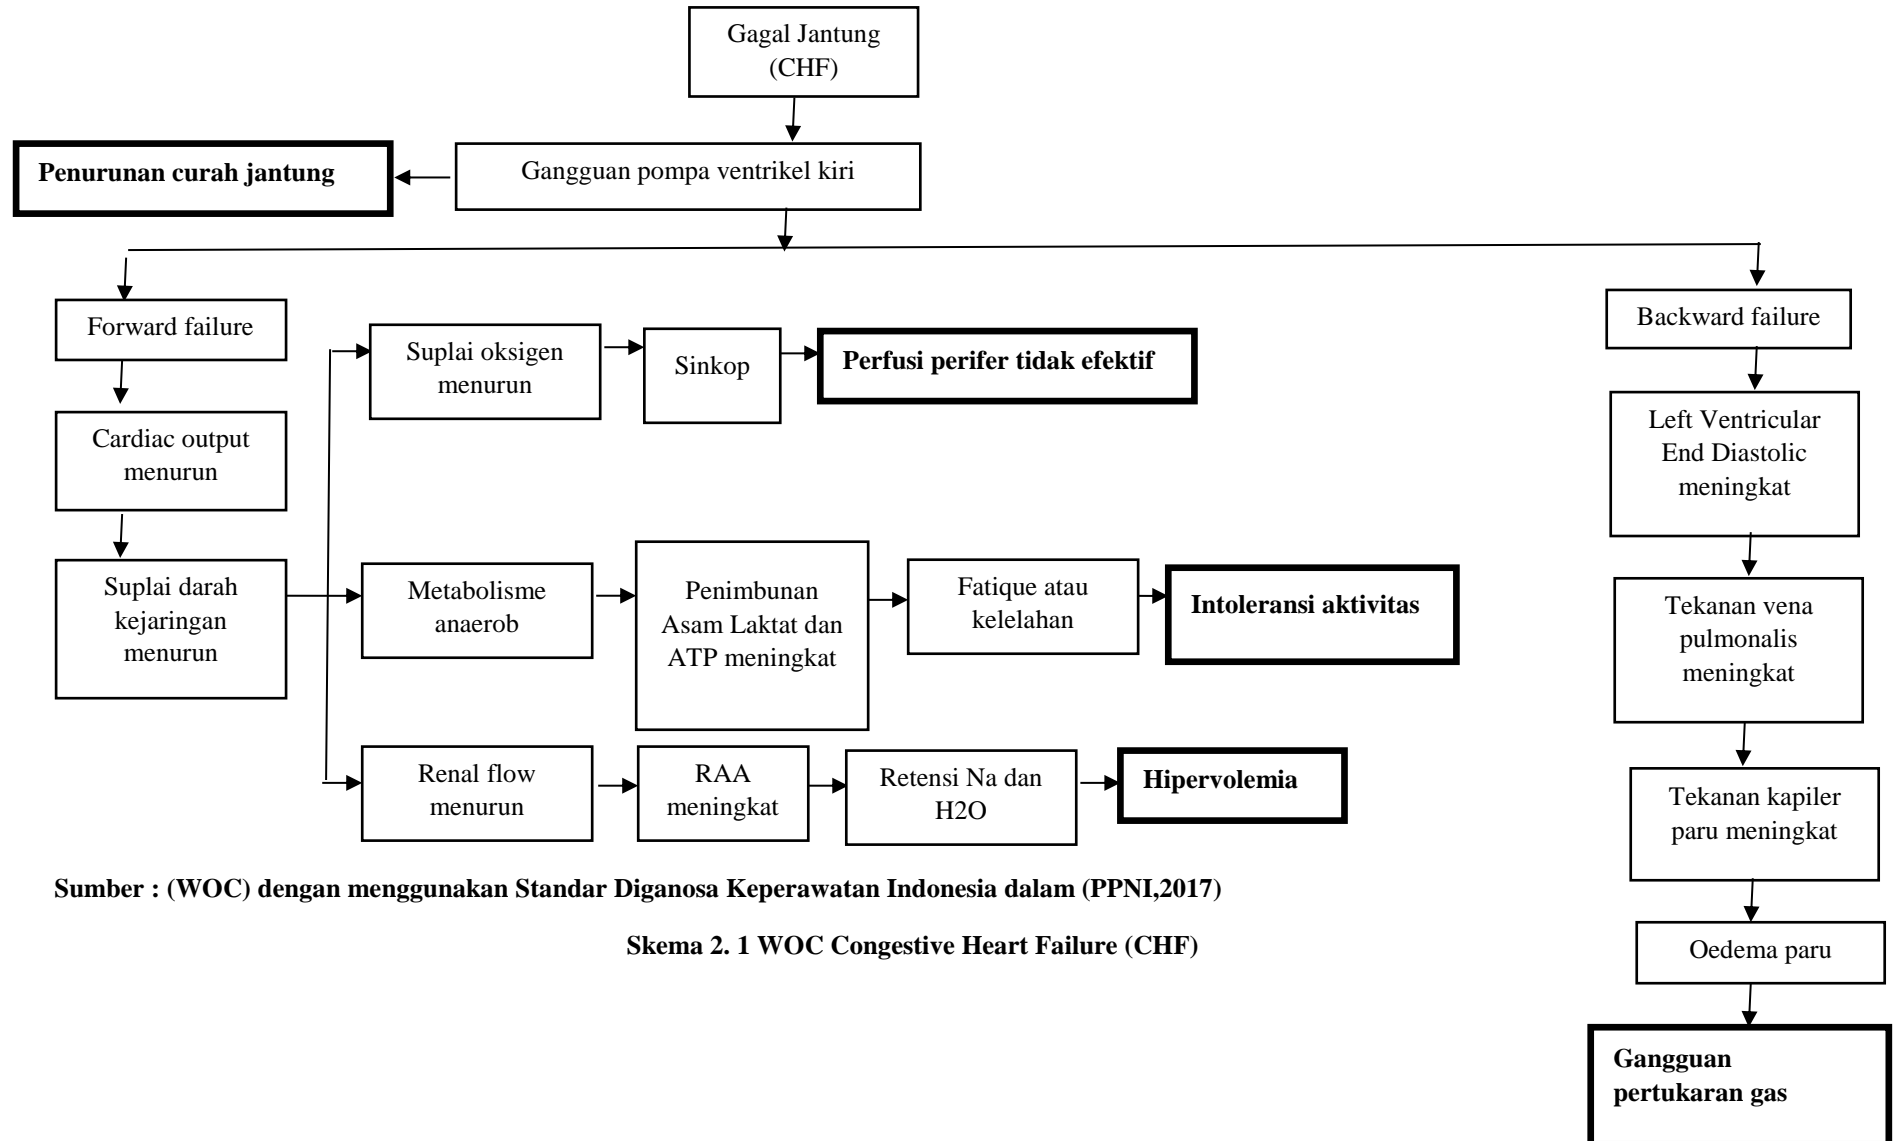 Gagal Jantung
(CHF)
Penurunan curah jantung
Gangguan pompa ventrikel kiri
Forward failure
Cardiac output
menurun
Suplai darah
kejaringan
menurun
Suplai oksigen
menurun
Sinkop
Perfusi perifer tidak efektif
Metabolisme
anaerob
Penimbunan
Asam Laktat dan
ATP meningkat
Fatique atau
kelelahan
Intoleransi aktivitas
Renal flow
menurun
RAA
meningkat
Retensi Na dan
H2O
Hipervolemia
Backward failure
Left Ventricular
End Diastolic
meningkat
Tekanan vena
pulmonalis
meningkat
Tekanan kapiler
paru meningkat
Oedema paru
Gangguan
pertukaran gas
Sumber : (WOC) dengan menggunakan Standar Diganosa Keperawatan Indonesia dalam (PPNI,2017)
Skema 2. 1 WOC Congestive Heart Failure (CHF)